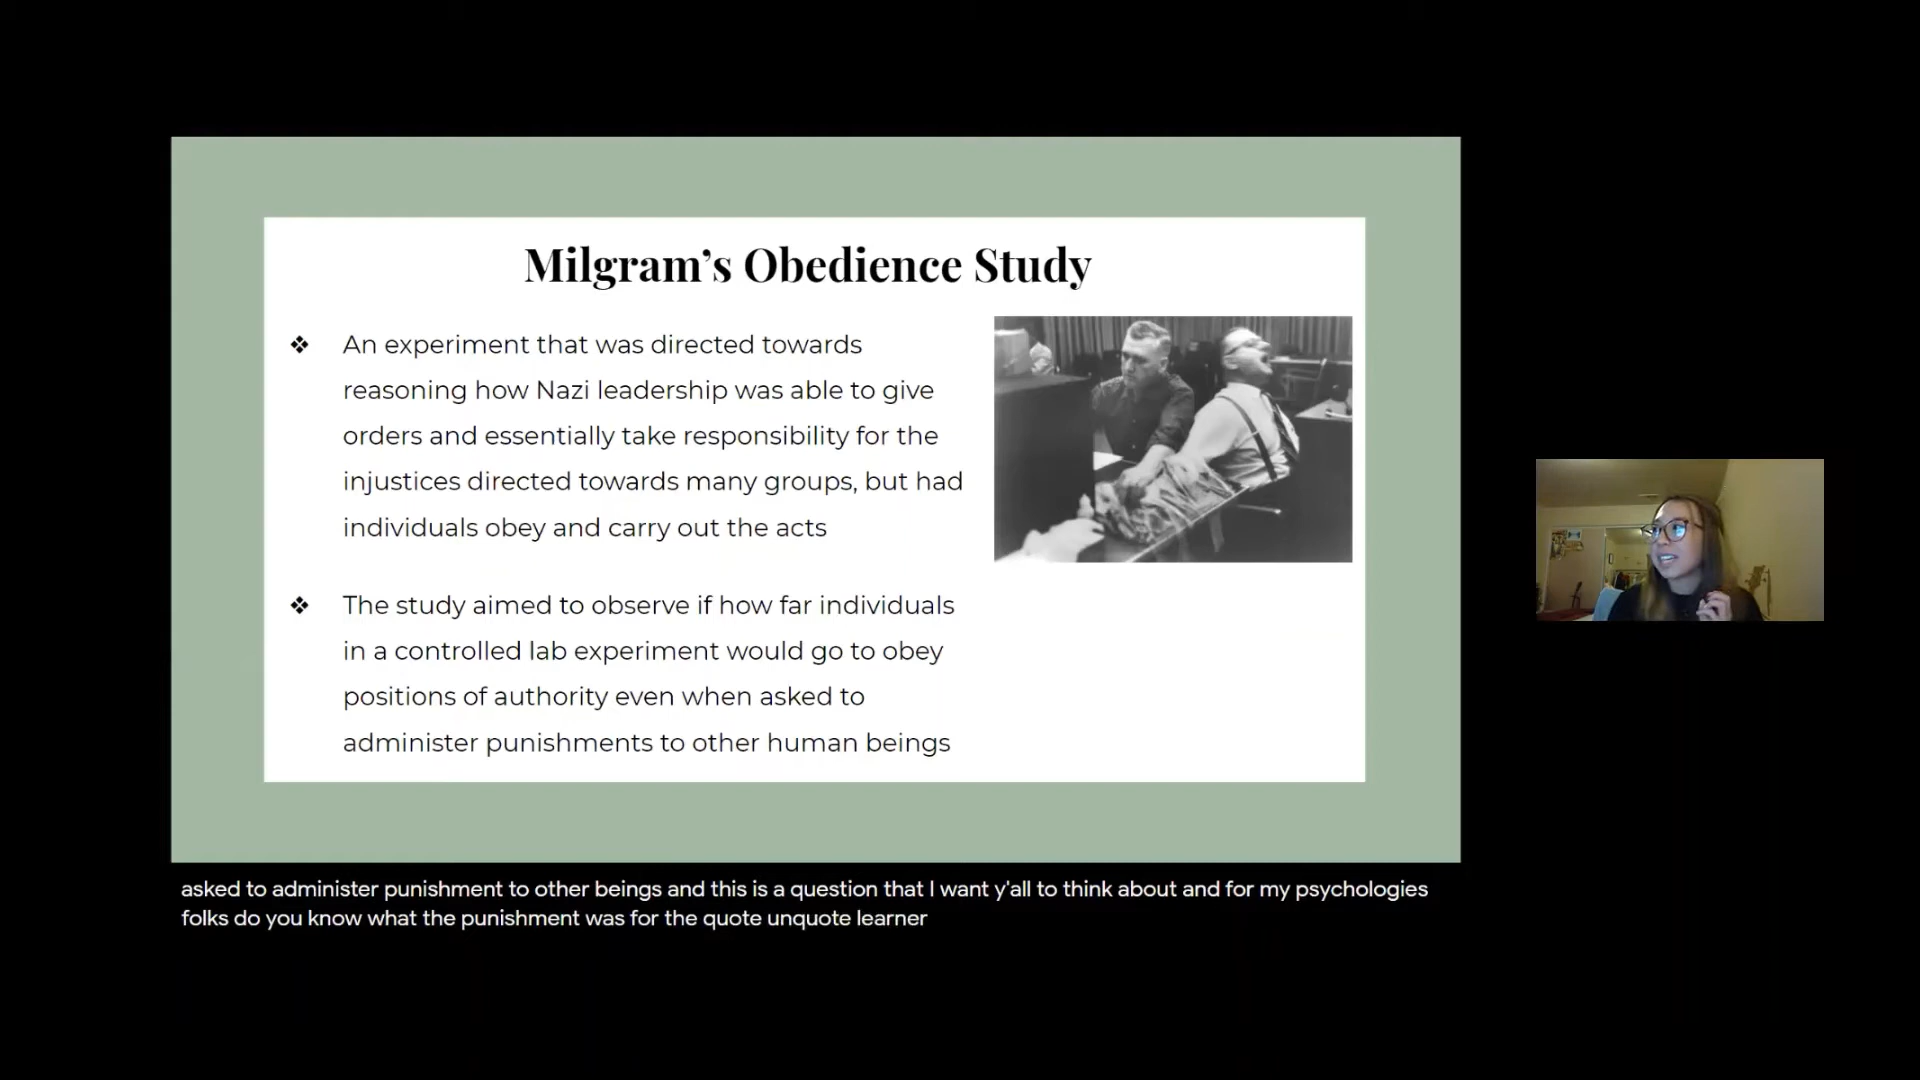 Milgram’s Obedience Study
❖ An experiment that was directed towards
reasoning how Nazi leadership was able to give
orders and essentially take responsibility for the
injustices directed towards many groups, but had
individuals obey and carry out the acts
❖ The study aimed to observe if how far individuals
in a controlled lab experiment would go to obey
positions of authority even when asked to
administer punishments to other human beings
asked to administer punishment to other beings and this is a question that I want y'all to think about and for my psychologies
folks do you know what the punishment was for the quote unquote learner